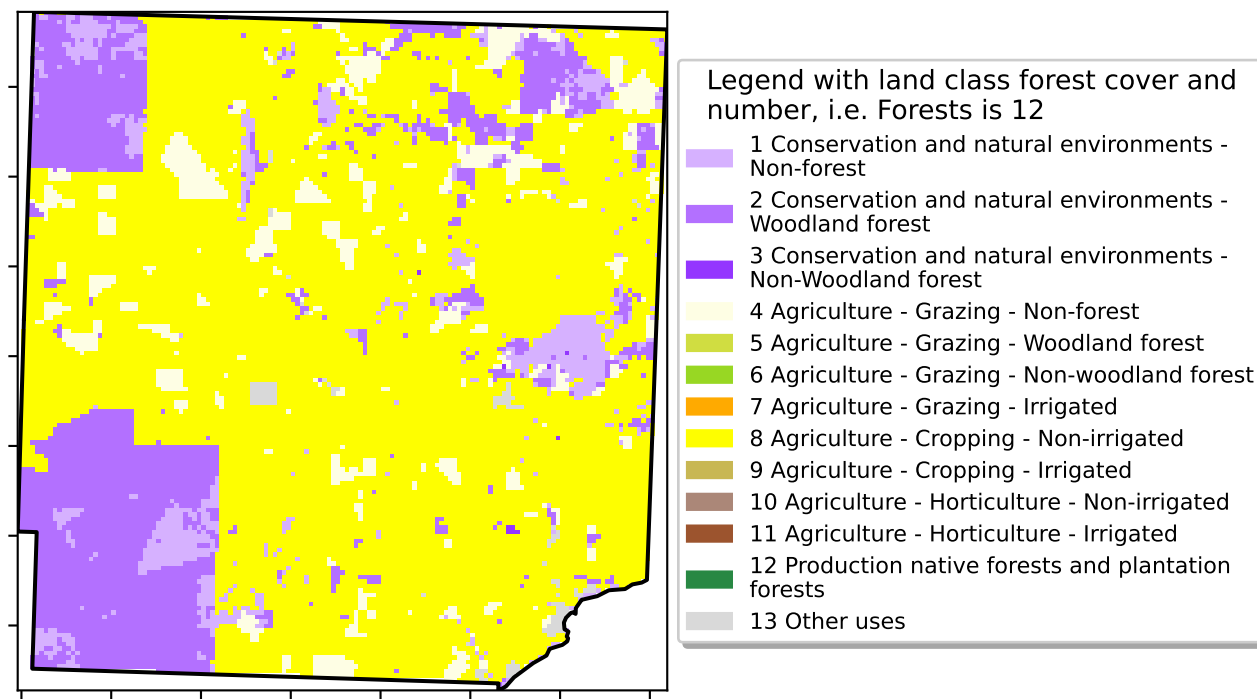 Legend with land class forest cover and
number, i.e. Forests is 12
1 Conservation and natural environments -
Non-forest
2 Conservation and natural environments -
Woodland forest
3 Conservation and natural environments -
Non-Woodland forest
4 Agriculture - Grazing - Non-forest
5 Agriculture - Grazing - Woodland forest
6 Agriculture - Grazing - Non-woodland forest
7 Agriculture - Grazing - Irrigated
8 Agriculture - Cropping - Non-irrigated
9 Agriculture - Cropping - Irrigated
10 Agriculture - Horticulture - Non-irrigated
11 Agriculture - Horticulture - Irrigated
12 Production native forests and plantation
forests
13 Other uses